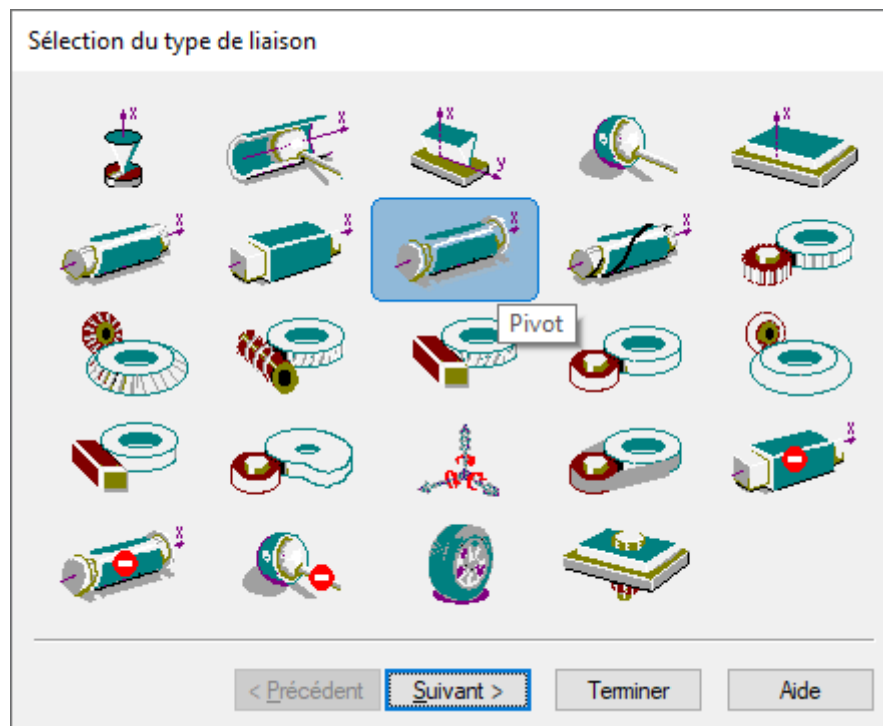 Sélection du type de liaison
X
X
X
y
X
X
X
X
X
Pivot
X
X
< Précédent
Suivant >
Terminer
Aide